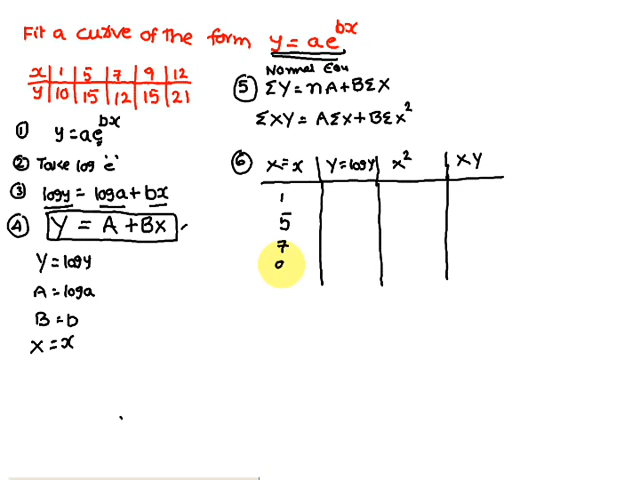 Fit a curve of the form y = ae^bx
x | 1 | 5 | 7 | 9 | 12
y | 10 | 15 | 12 | 15 | 21
① y = ae^bx
② Take log 'e'
③ logy = loga + bx
④ Y = A + BX
Y = logy
A = loga
B = b
X = x
Normal Equ
⑤ ΣY = nA + BΣX
ΣXY = AΣX + BΣX²
⑥ X = x | Y = logy | X² | XY
1
5
7